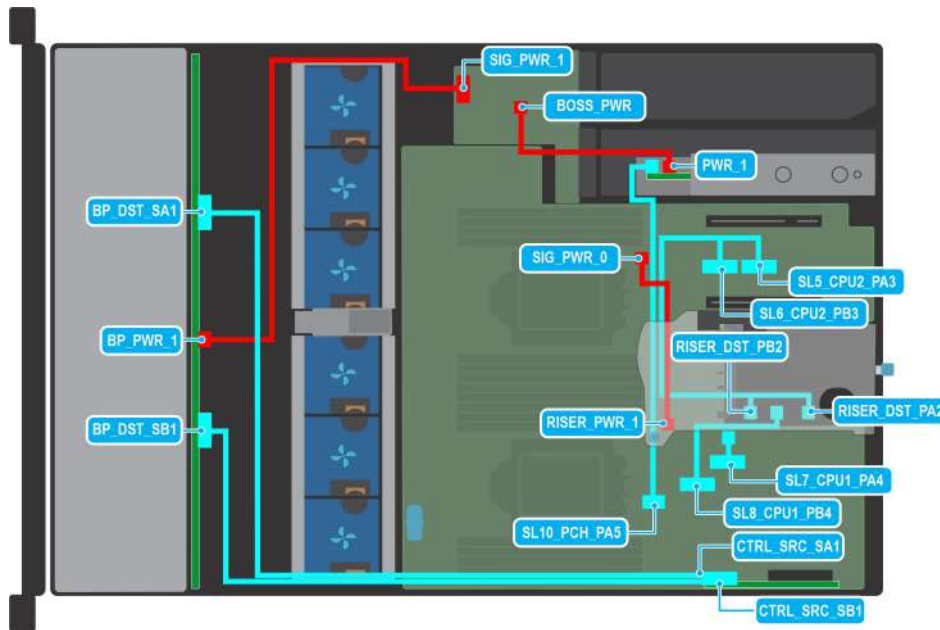 SIG_PWR_1
BOSS_PWR
PWR_1
BP_DST_SA1
SIG_PWR_0
SL5_CPU2_PA3
SL6_CPU2_PB3
BP_PWR_1
RISER_DST_PB2
RISER_DST_PA2
RISER_PWR_1
BP_DST_SB1
SL7_CPU1_PA4
SL8_CPU1_PB4
SL10_PCH_PA5
CTRL_SRC_SA1
CTRL_SRC_SB1